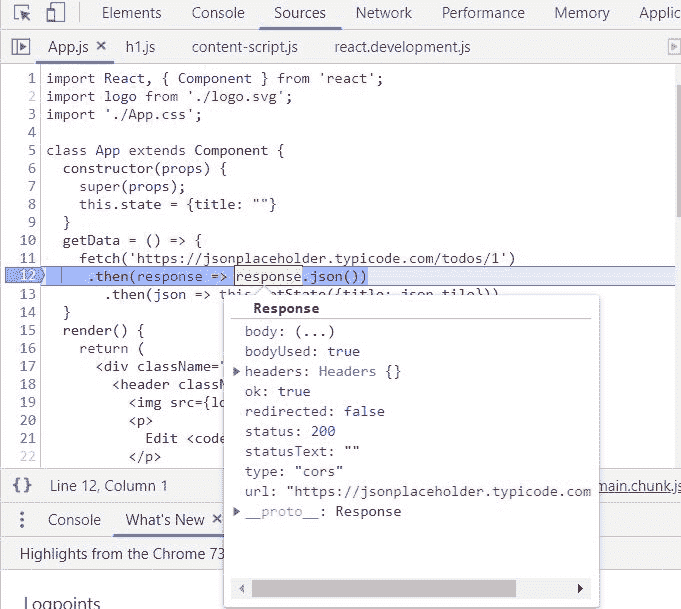 Elements Console Sources Network Performance Memory Applic
App.js × h1.js content-script.js react.development.js
1 import React, { Component } from 'react';
2 import logo from './logo.svg';
3 import './App.css';
4
5 class App extends Component {
6 constructor(props) {
7 super(props);
8 this.state = {title: ""}
9 }
10 getData = () => {
11 fetch('https://jsonplaceholder.typicode.com/todos/1')
12 .then(response => response.json())
13 .then(json => this.setState({title: json.tile}))
14 }
15 render() {
16 return (
17 <div className="
18 <header classN
19 <img src={lo
20 <p>
21 Edit <code
22 </p>
Response
body: (...)
bodyUsed: true
headers: Headers {}
ok: true
redirected: false
status: 200
statusText: ""
type: "cors"
url: "https://jsonplaceholder.typicode.com
__proto__: Response
{} Line 12, Column 1 main.chunk.js
Console What's New ×
Highlights from the Chrome 73
Logpoints